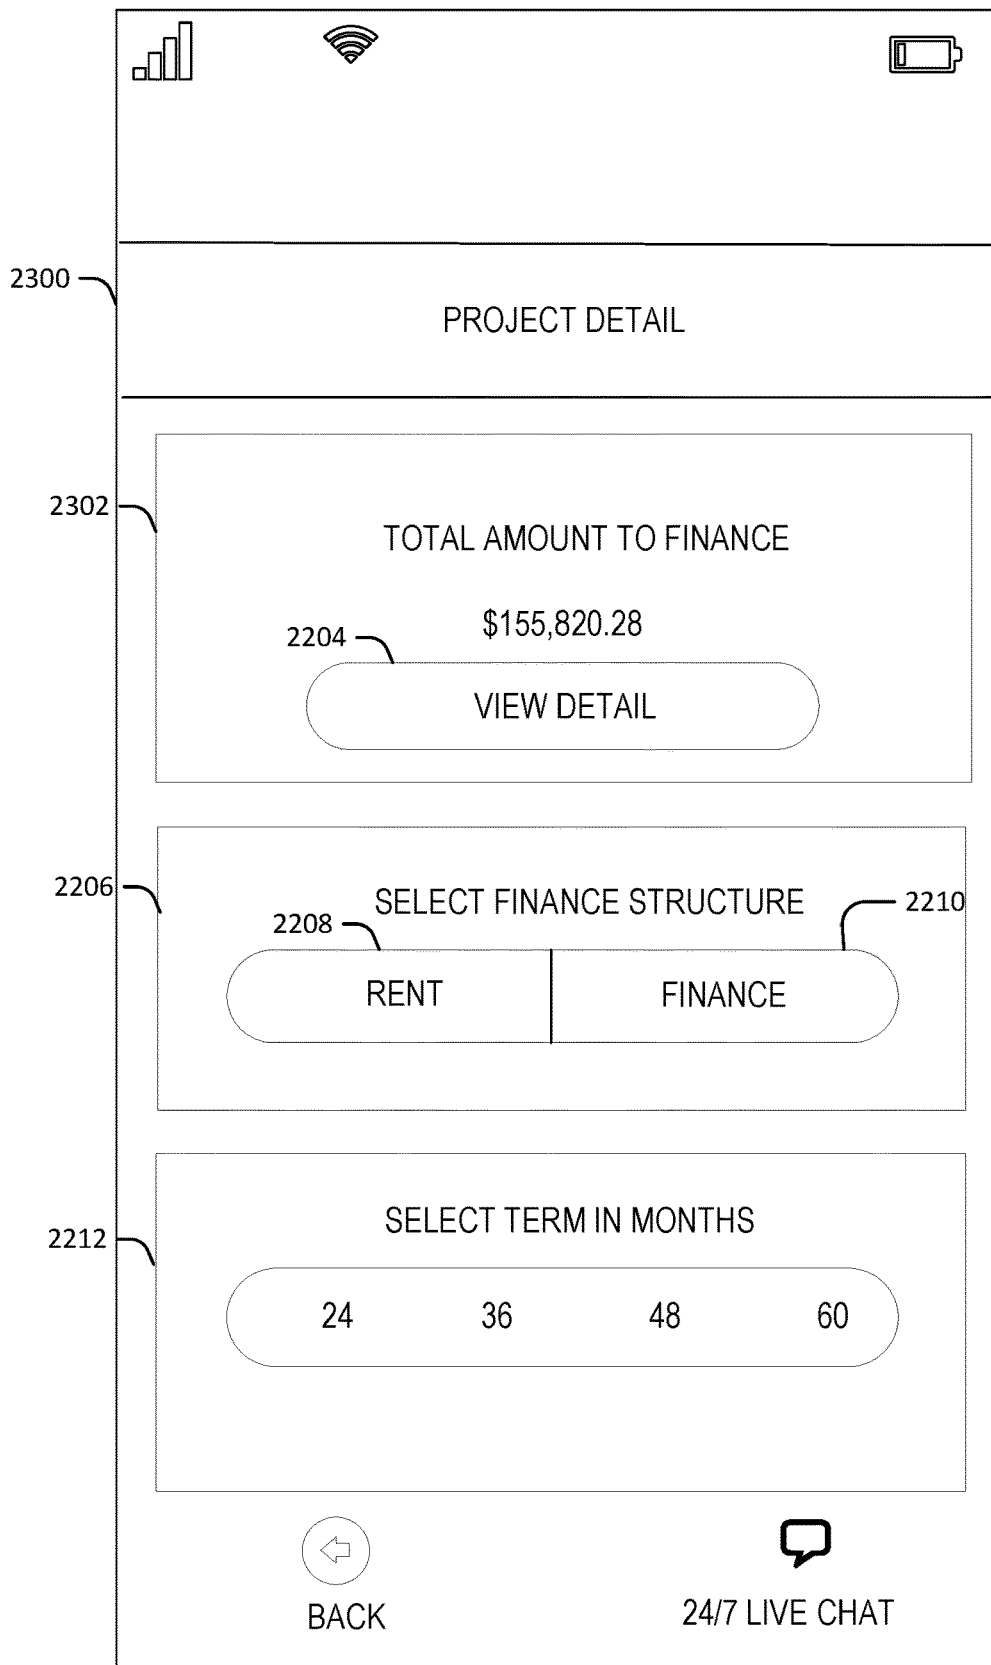 2300
PROJECT DETAIL
2302
TOTAL AMOUNT TO FINANCE
$155,820.28
2204
VIEW DETAIL
2206
SELECT FINANCE STRUCTURE
2208
2210
RENT
FINANCE
2212
SELECT TERM IN MONTHS
24 36 48 60
BACK
24/7 LIVE CHAT